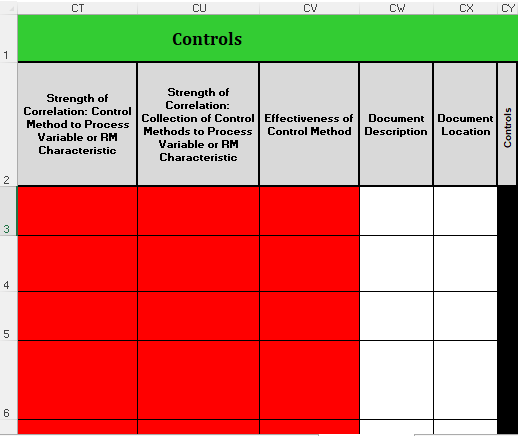 CT CU CV CW CX CY
1
Controls
Strength of
Correlation: Control
Method to Process
Variable or RM
Characteristic
Strength of
Correlation:
Collection of Control
Methods to Process
Variable or RM
Characteristic
Effectiveness of
Control Method
Document
Description
Document
Location
Controls
2
3
4
5
6